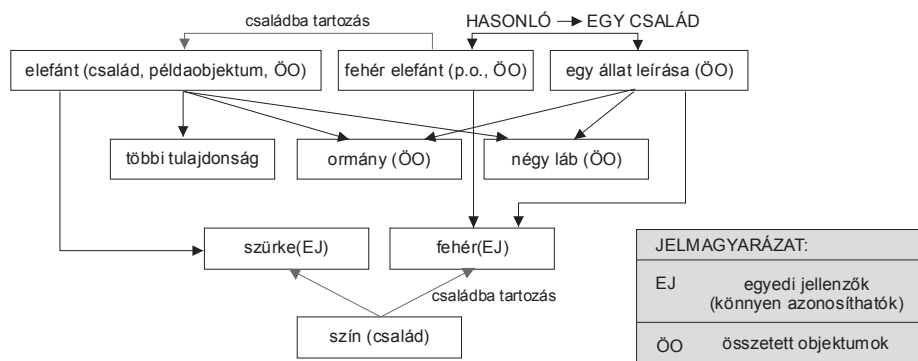 családba tartozás
HASONLÓ → EGY CSALÁD
elefánt (család, példaobjektum, ÖO)
fehér elefánt (p.o., ÖO)
egy állat leírása (ÖO)
többi tulajdonság
ormány (ÖO)
négy láb (ÖO)
szürke(EJ)
fehér(EJ)
családba tartozás
szín (család)
JELMAGYARÁZAT:
EJ egyedi jellenzők
(könnyen azonosíthatók)
ÖO összetett objektumok